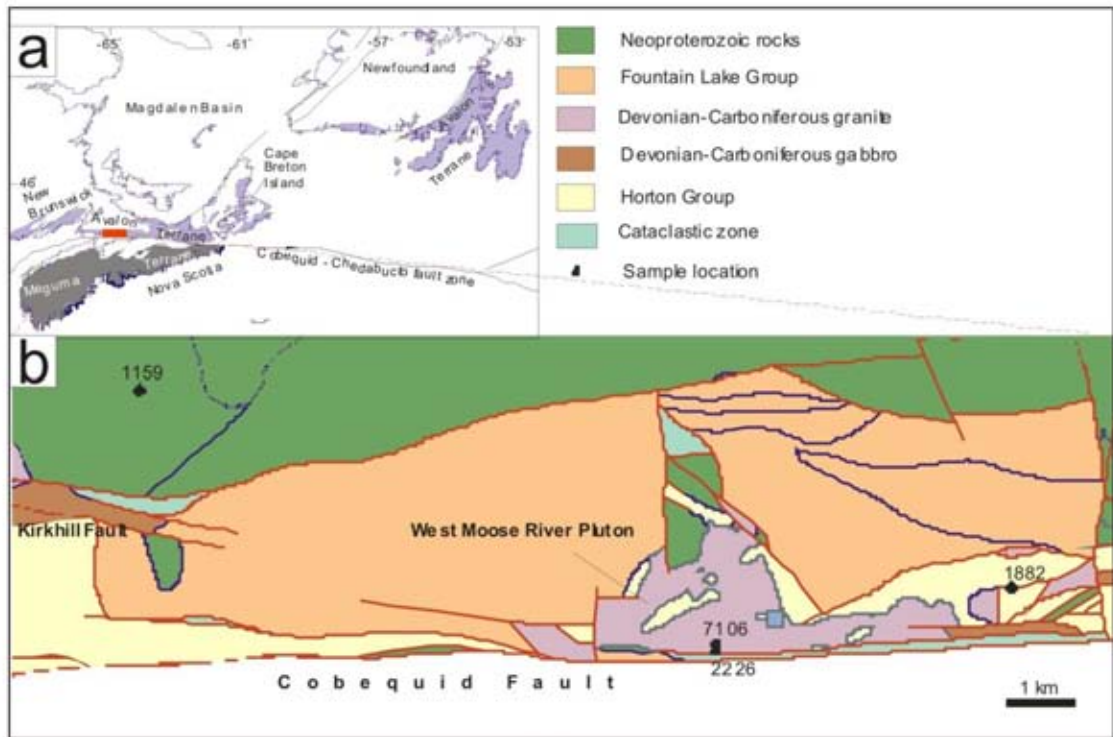 a
-65
-61
-57
-53
Newfoundland
Magdalen Basin
Avalon
Terrane
Cape
Breton
Island
46
New
Brunswick
Avalon
Terrane
Terrane
Meguma
Nova Scotia
Cobequid - Chedabucto fault zone
Neoproterozoic rocks
Fountain Lake Group
Devonian-Carboniferous granite
Devonian-Carboniferous gabbro
Horton Group
Cataclastic zone
Sample location
b
1159
Kirkhill Fault
West Moose River Pluton
1882
7106
2226
Cobequid Fault
1 km